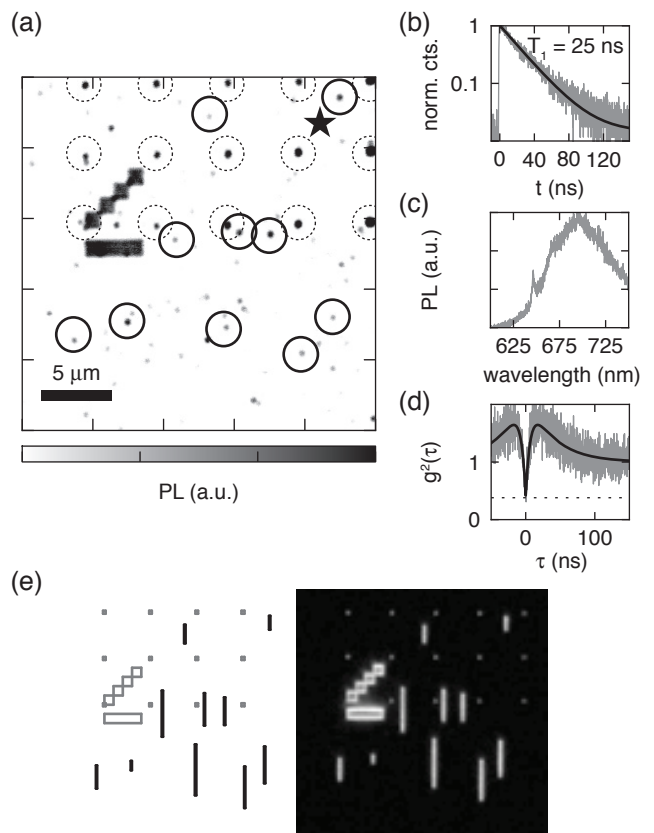 (a)
5 μm
PL (a.u.)
(b)
norm. cts.
1
0.1
T1 = 25 ns
0
40
80
120
t (ns)
(c)
PL (a.u.)
625
675
725
wavelength (nm)
(d)
g²(τ)
1
0
0
100
τ (ns)
(e)